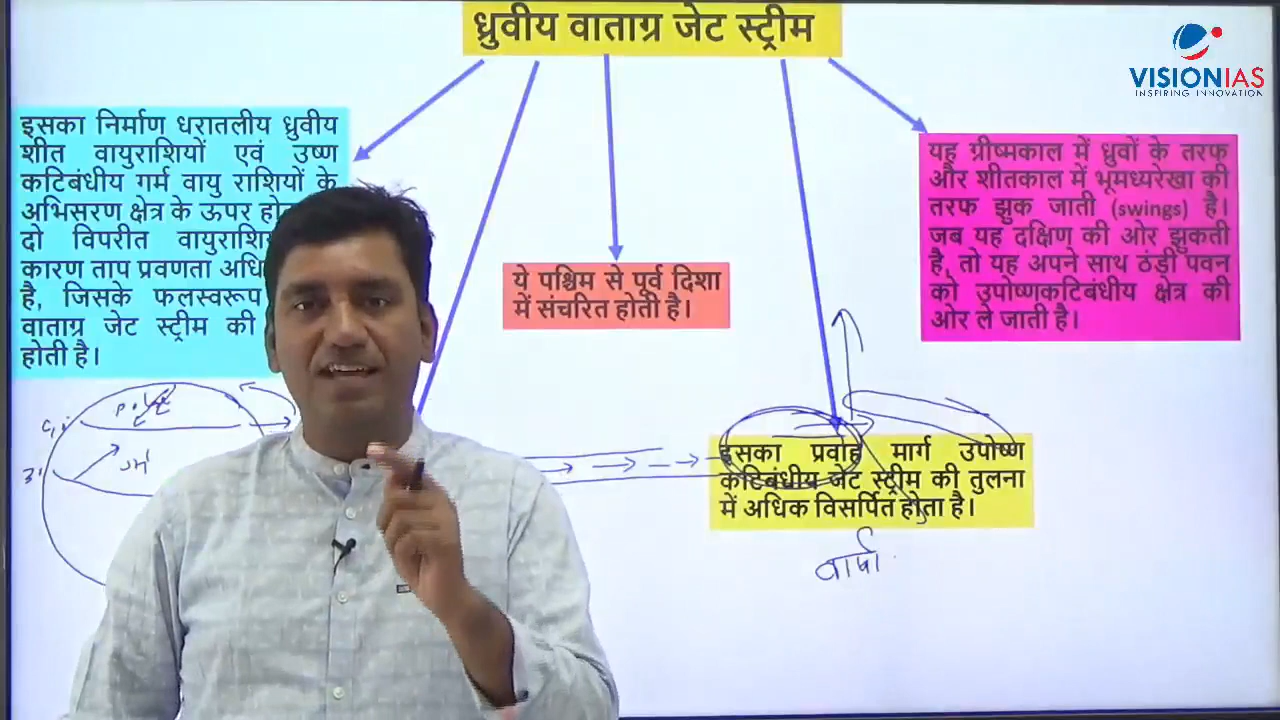 ध्रुवीय वाताग्र जेट स्ट्रीम
VISIONIAS
INSPIRING INNOVATION
इसका निर्माण धरातलीय ध्रुवीय
शीत वायुराशियों एवं उष्ण
कटिबंधीय गर्म वायु राशियों के
अभिसरण क्षेत्र के ऊपर
दो विपरीत
कारण ताप प्रवणता
है, जिसके फलस्वरूप
वाताग्र जेट स्ट्रीम की
होती है।
ये पश्चिम से पूर्व दिशा
में संचरित होती है।
यह ग्रीष्मकाल में ध्रुवों के तरफ
और शीतकाल में भूमध्यरेखा की
तरफ झुक जाती (swings) है।
जब यह दक्षिण की ओर झुकती
है, तो यह अपने साथ ठंड़ी पवन
को उपोष्णकटिबंधीय क्षेत्र की
ओर ले जाती है।
इसका प्रवाह मार्ग उपोष्ण
कटिबंधीय जेट स्ट्रीम की तुलना
में अधिक विसर्पित होता है।